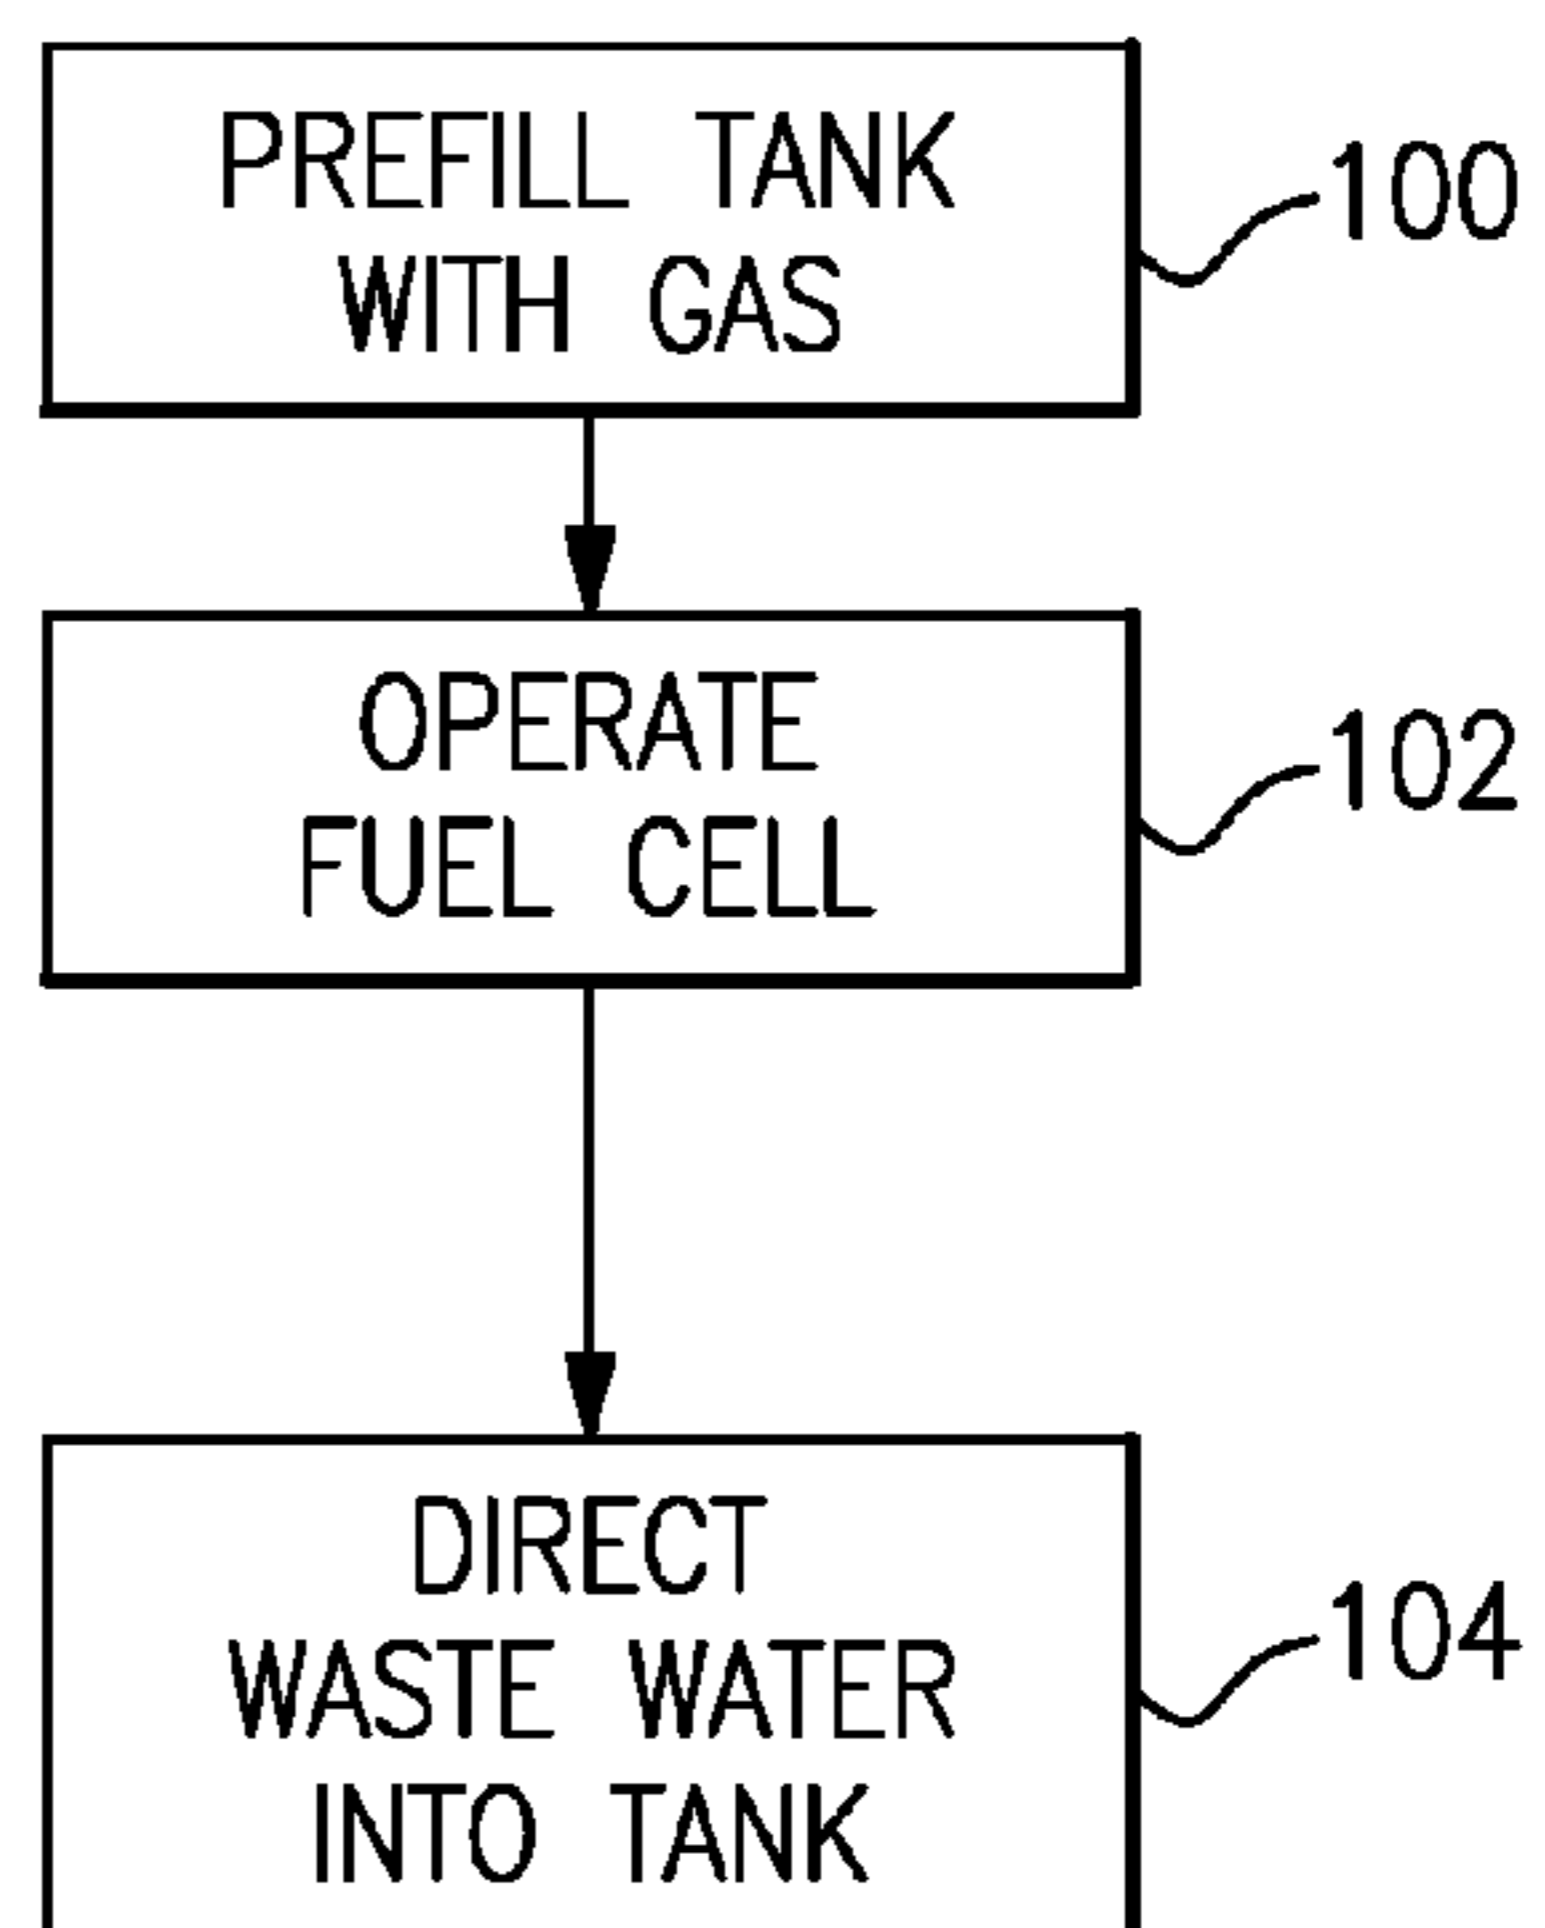 PREFILL TANK
WITH GAS
100
OPERATE
FUEL CELL
102
DIRECT
WASTE WATER
INTO TANK
104